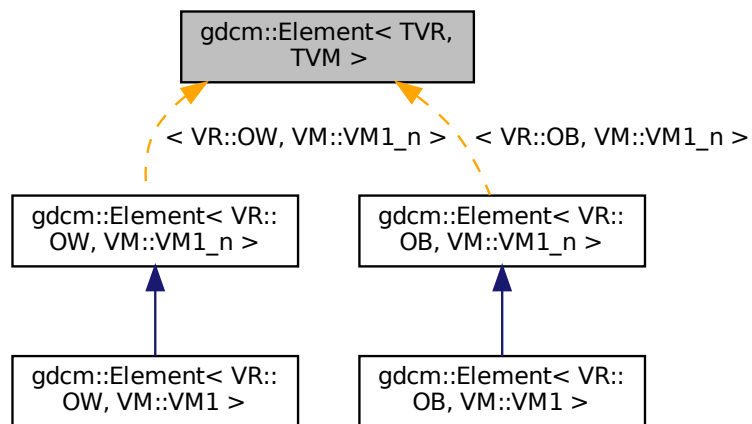 gdcm::Element< TVR,
TVM >
< VR::OW, VM::VM1_n >
< VR::OB, VM::VM1_n >
gdcm::Element< VR::
OW, VM::VM1_n >
gdcm::Element< VR::
OB, VM::VM1_n >
gdcm::Element< VR::
OW, VM::VM1 >
gdcm::Element< VR::
OB, VM::VM1 >